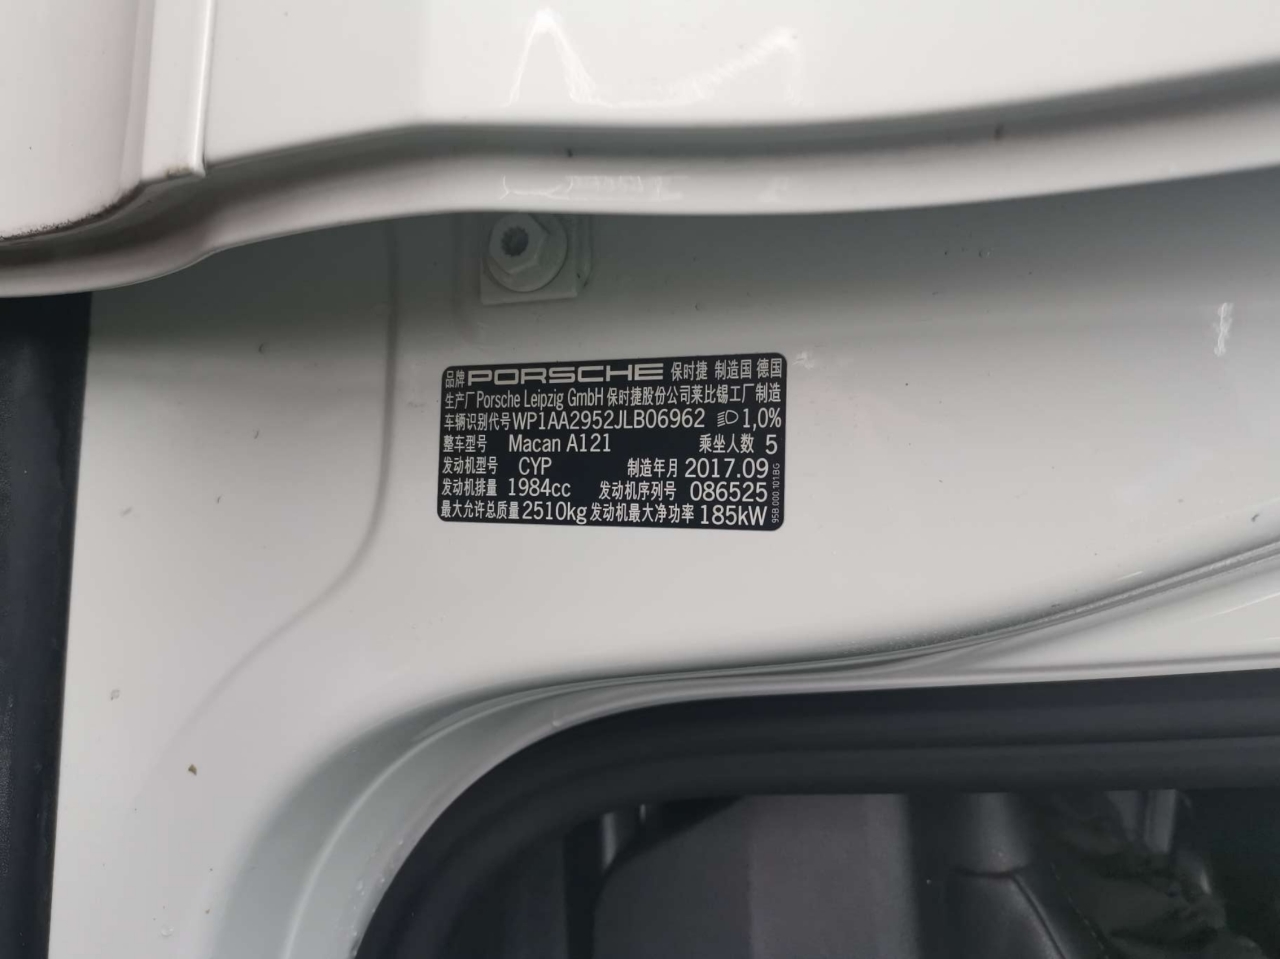 品牌 PORSCHE 保时捷 制造国 德国
生产厂 Porsche Leipzig GmbH 保时捷股份公司莱比锡工厂制造
车辆识别代号 WP1AA2952JLB06962 1,0%
整车型号 Macan A121 乘坐人数 5
发动机型号 CYP 制造年月 2017.09
发动机排量 1984cc 发动机序列号 086525
最大允许总质量 2510kg 发动机最大净功率 185kW
95B.000.101.BG